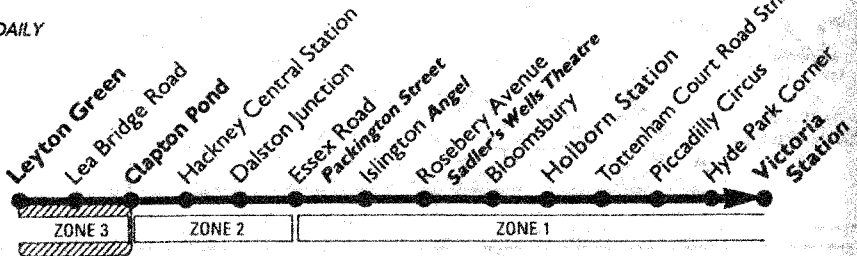 DAILY
Leyton Green
Lea Bridge Road
Clapton Pond
Hackney Central Station
Dalston Junction
Essex Road
Packington Street
Islington Angel
Rosebery Avenue
Sadler's Wells Theatre
Bloomsbury
Holborn Station
Tottenham Court Road
Piccadilly Circus
Hyde Park Corner
Victoria
Station
ZONE 3
ZONE 2
ZONE 1